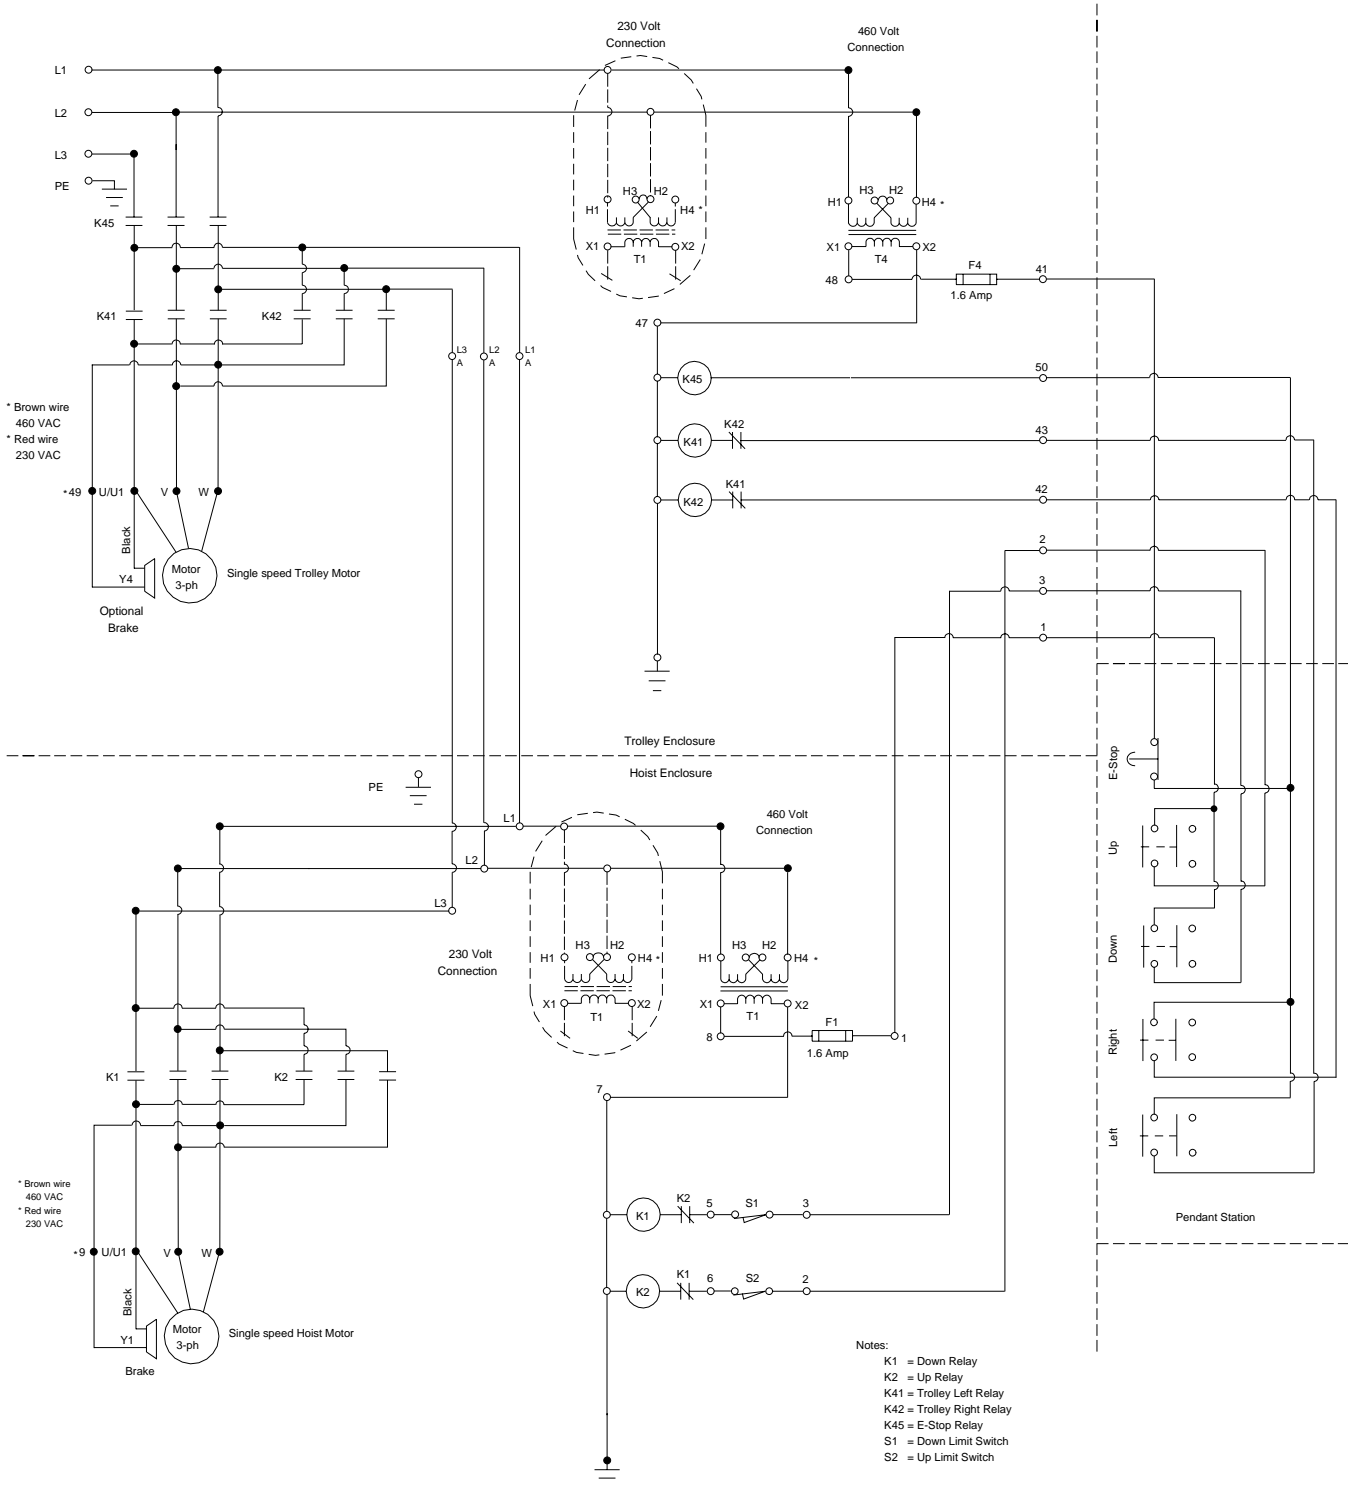 230 Volt
Connection
460 Volt
Connection
L1
L2
L3
PE
H1
H3
H2
H4 *
X1
X2
T1
H1
H3
H2
H4 *
X1
X2
T4
K45
48
F4
1.6 Amp
41
K41
K42
47
L3
A
L2
A
L1
A
K45
50
K41
K42
43
K42
K41
42
* Brown wire
460 VAC
* Red wire
230 VAC
*49
U/U1
V
W
Black
Y4
Motor
3-ph
Single speed Trolley Motor
Optional
Brake
2
3
1
Trolley Enclosure
Hoist Enclosure
PE
E-Stop
Up
Down
Right
Left
Pendant Station
L1
L2
L3
460 Volt
Connection
230 Volt
Connection
H1
H3
H2
H4 *
X1
X2
T1
H1
H3
H2
H4 *
X1
X2
T1
8
F1
1.6 Amp
1
K1
K2
7
* Brown wire
460 VAC
* Red wire
230 VAC
K1
K2
5
S1
3
K2
K1
6
S2
2
*9
U/U1
V
W
Black
Y1
Motor
3-ph
Single speed Hoist Motor
Brake
Notes:
K1 = Down Relay
K2 = Up Relay
K41 = Trolley Left Relay
K42 = Trolley Right Relay
K45 = E-Stop Relay
S1 = Down Limit Switch
S2 = Up Limit Switch